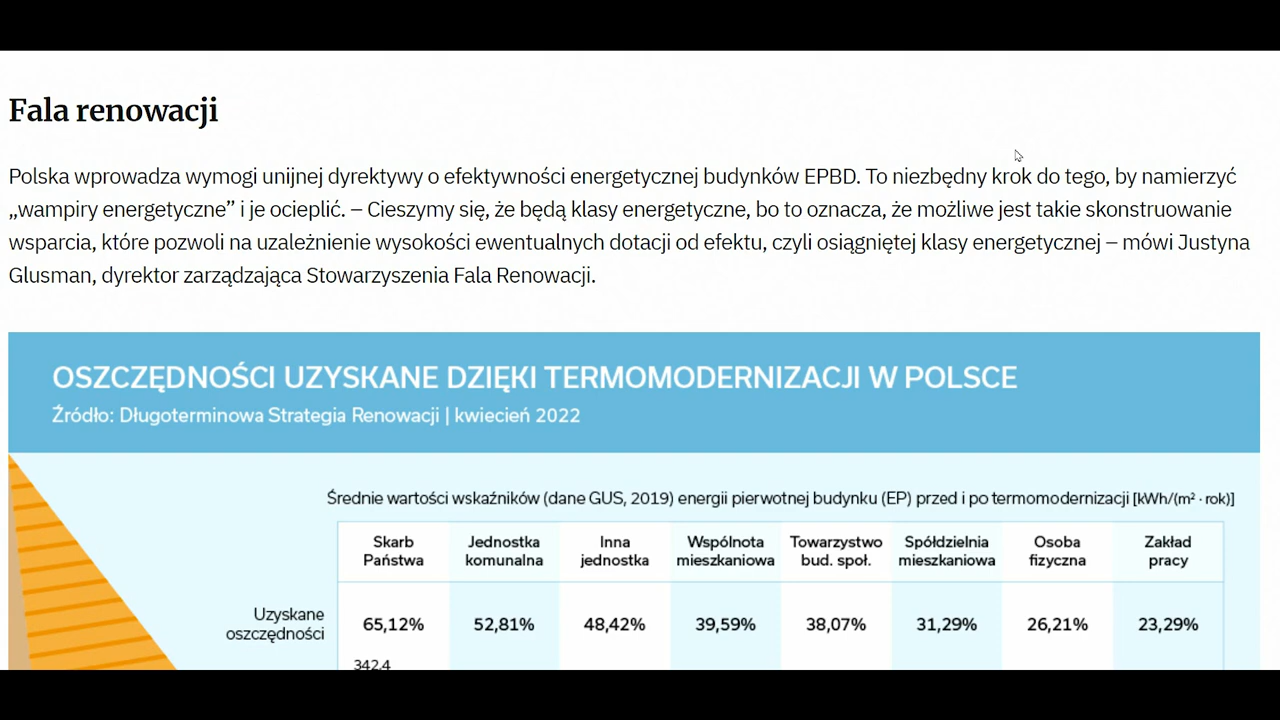 Fala renowacji
Polska wprowadza wymogi unijnej dyrektywy o efektywności energetycznej budynków EPBD. To niezbędny krok do tego, by namierzyć
„wampiry energetyczne” i je ocieplić. – Cieszymy się, że będą klasy energetyczne, bo to oznacza, że możliwe jest takie skonstruowanie
wsparcia, które pozwoli na uzależnienie wysokości ewentualnych dotacji od efektu, czyli osiągniętej klasy energetycznej – mówi Justyna
Glusman, dyrektor zarządzająca Stowarzyszenia Fala Renowacji.
OSZCZĘDNOŚCI UZYSKANE DZIĘKI TERMOMODERNIZACJI W POLSCE
Źródło: Długoterminowa Strategia Renowacji | kwiecień 2022
Średnie wartości wskaźników (dane GUS, 2019) energii pierwotnej budynku (EP) przed i po termomodernizacji [kWh/(m² · rok)]
Skarb Jednostka Inna Wspólnota Towarzystwo Spółdzielnia Osoba Zakład
Państwa komunalna jednostka mieszkaniowa bud. społ. mieszkaniowa fizyczna pracy
Uzyskane
oszczędności 65,12% 52,81% 48,42% 39,59% 38,07% 31,29% 26,21% 23,29%
342,4